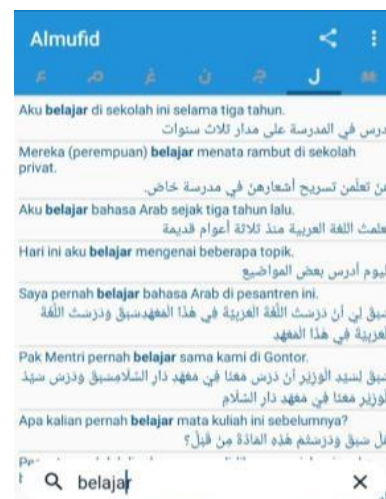 Almufid
ل
Aku belajar di sekolah ini selama tiga tahun.
درس في المدرسة على مدار ثلاث سنوات
Mereka (perempuan) belajar menata rambut di sekolah
privat.
هن تعلمن تسريح أشعارهن في مدرسة خاض.
Aku belajar bahasa Arab sejak tiga tahun lalu.
اللغة العربية منذ ثلاثة أعوام قديمة
Hari ini aku belajar mengenai beberapa topik.
ليوم أدرس بعض المواضيع
Saya pernah belajar bahasa Arab di pesantren ini.
سبق لي أن درست اللغة العربية في هذا المعهدسبق ودرست اللغة
لعربية في هذا المعهد
Pak Mentri pernah belajar sama kami di Gontor.
سبق لسيد الوزير أن درس معنا في معهد دار السلامسبق ودرس سيد
لوزير معنا في معهد دار السلام
Apa kalian pernah belajar mata kuliah ini sebelumnya?
هل سبق ودرستم هذه المادة من قبل؟
belajar